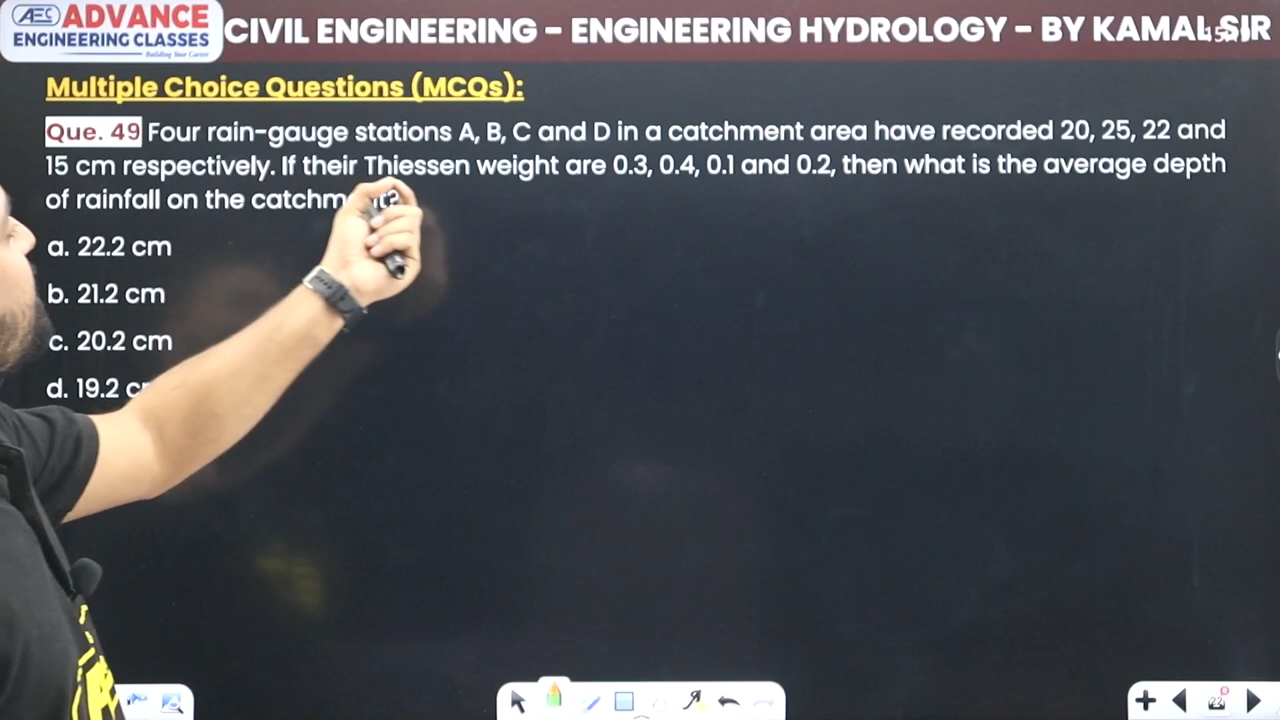 AEC ADVANCE
ENGINEERING CLASSES
Building Your Career
CIVIL ENGINEERING - ENGINEERING HYDROLOGY - BY KAMAL SIR
Multiple Choice Questions (MCQs):
Que. 49 Four rain-gauge stations A, B, C and D in a catchment area have recorded 20, 25, 22 and
15 cm respectively. If their Thiessen weight are 0.3, 0.4, 0.1 and 0.2, then what is the average depth
of rainfall on the
a. 22.2 cm
b. 21.2 cm
c. 20.2 cm
d. 19.2